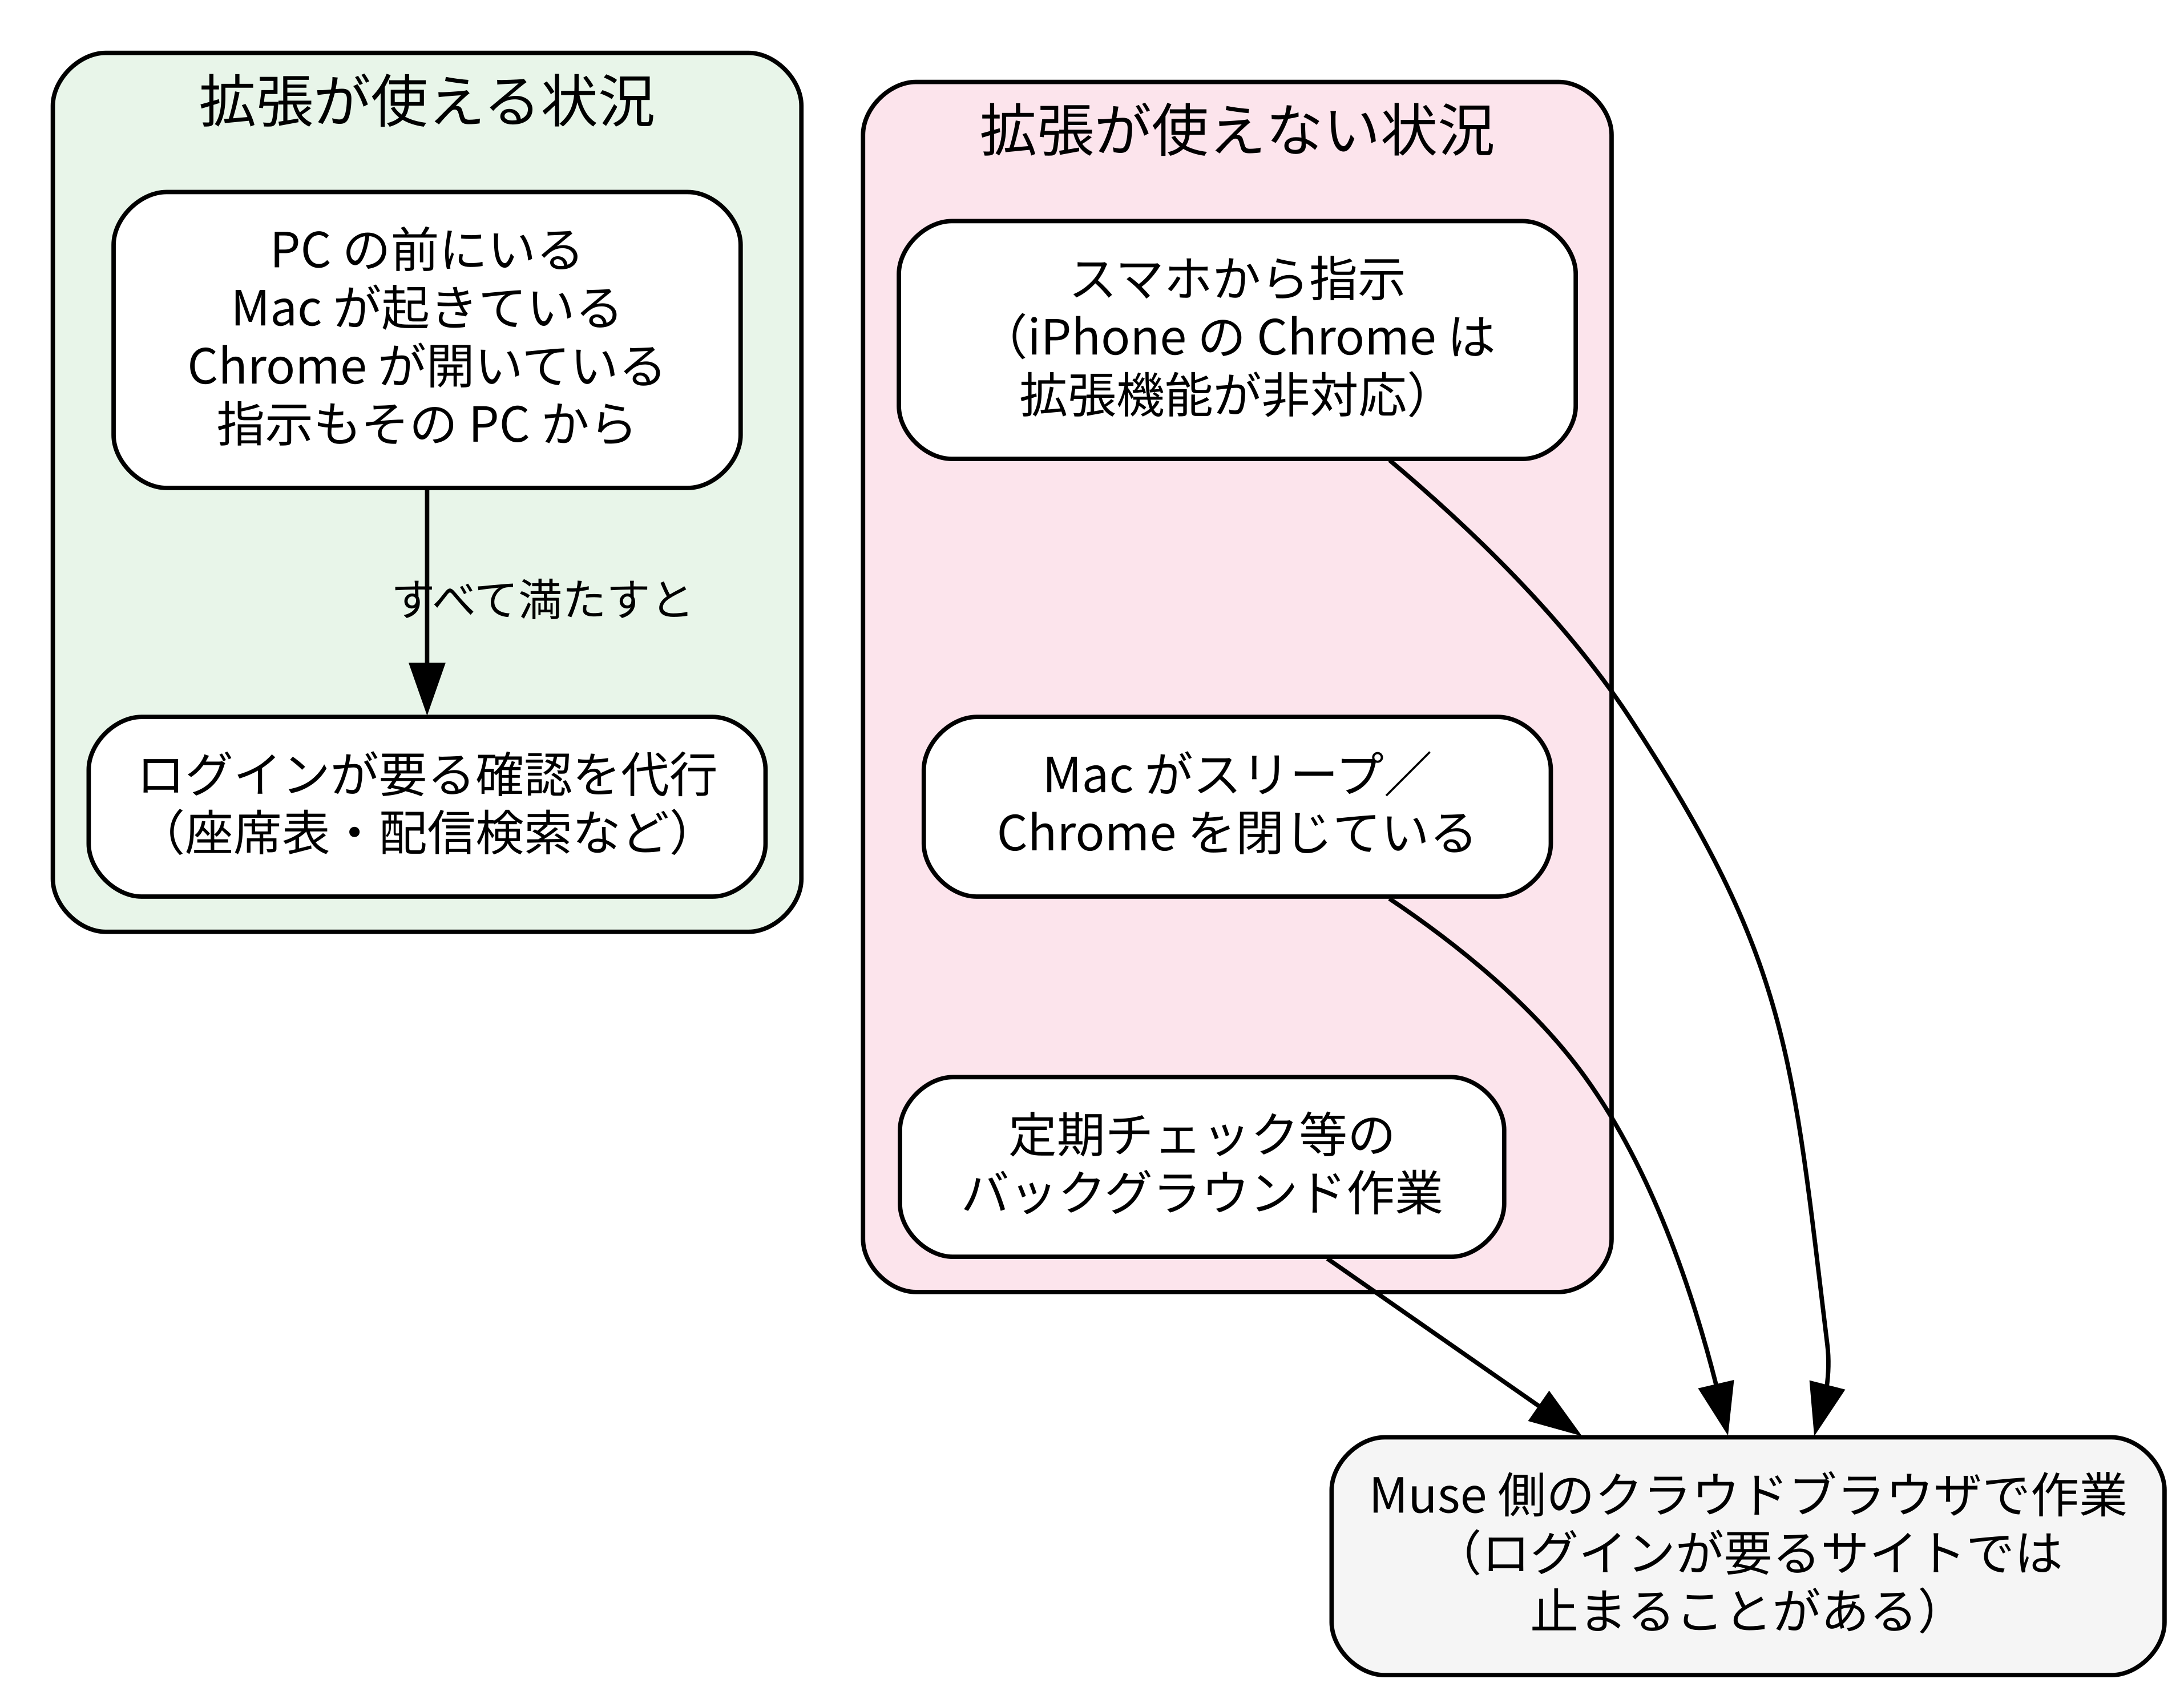 拡張が使える状況
PC の前にいる
Mac が起きている
Chrome が開いている
指示もその PC から
すべて満たすと
ログインが要る確認を代行
（座席表・配信検索など）
拡張が使えない状況
スマホから指示
（iPhone の Chrome は
拡張機能が非対応）
Mac がスリープ／
Chrome を閉じている
定期チェック等の
バックグラウンド作業
Muse 側のクラウドブラウザで作業
（ログインが要るサイトでは
止まることがある）